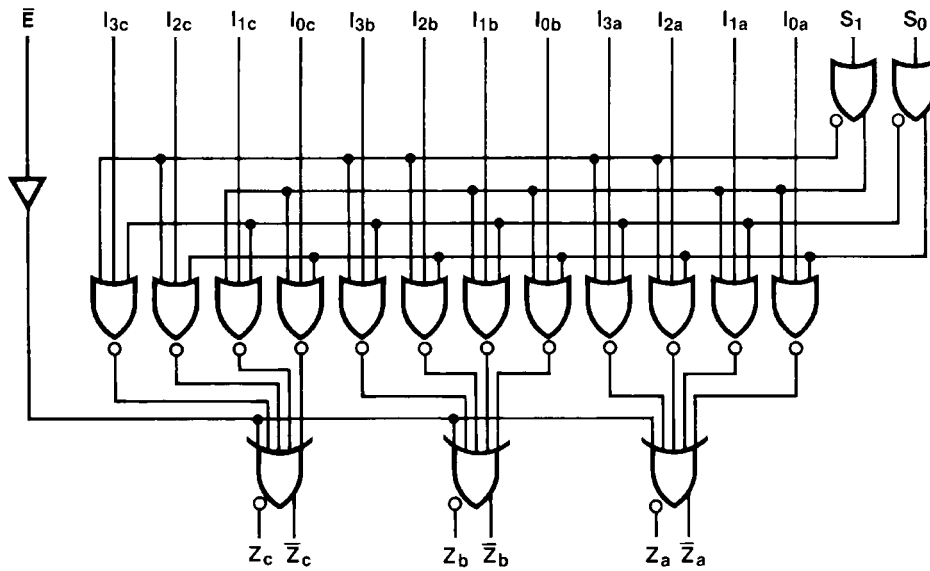 E̅ I₃c I₂c I₁c I₀c I₃b I₂b I₁b I₀b I₃a I₂a I₁a I₀a S₁ S₀
Zc Z̅c Zb Z̅b Za Z̅a